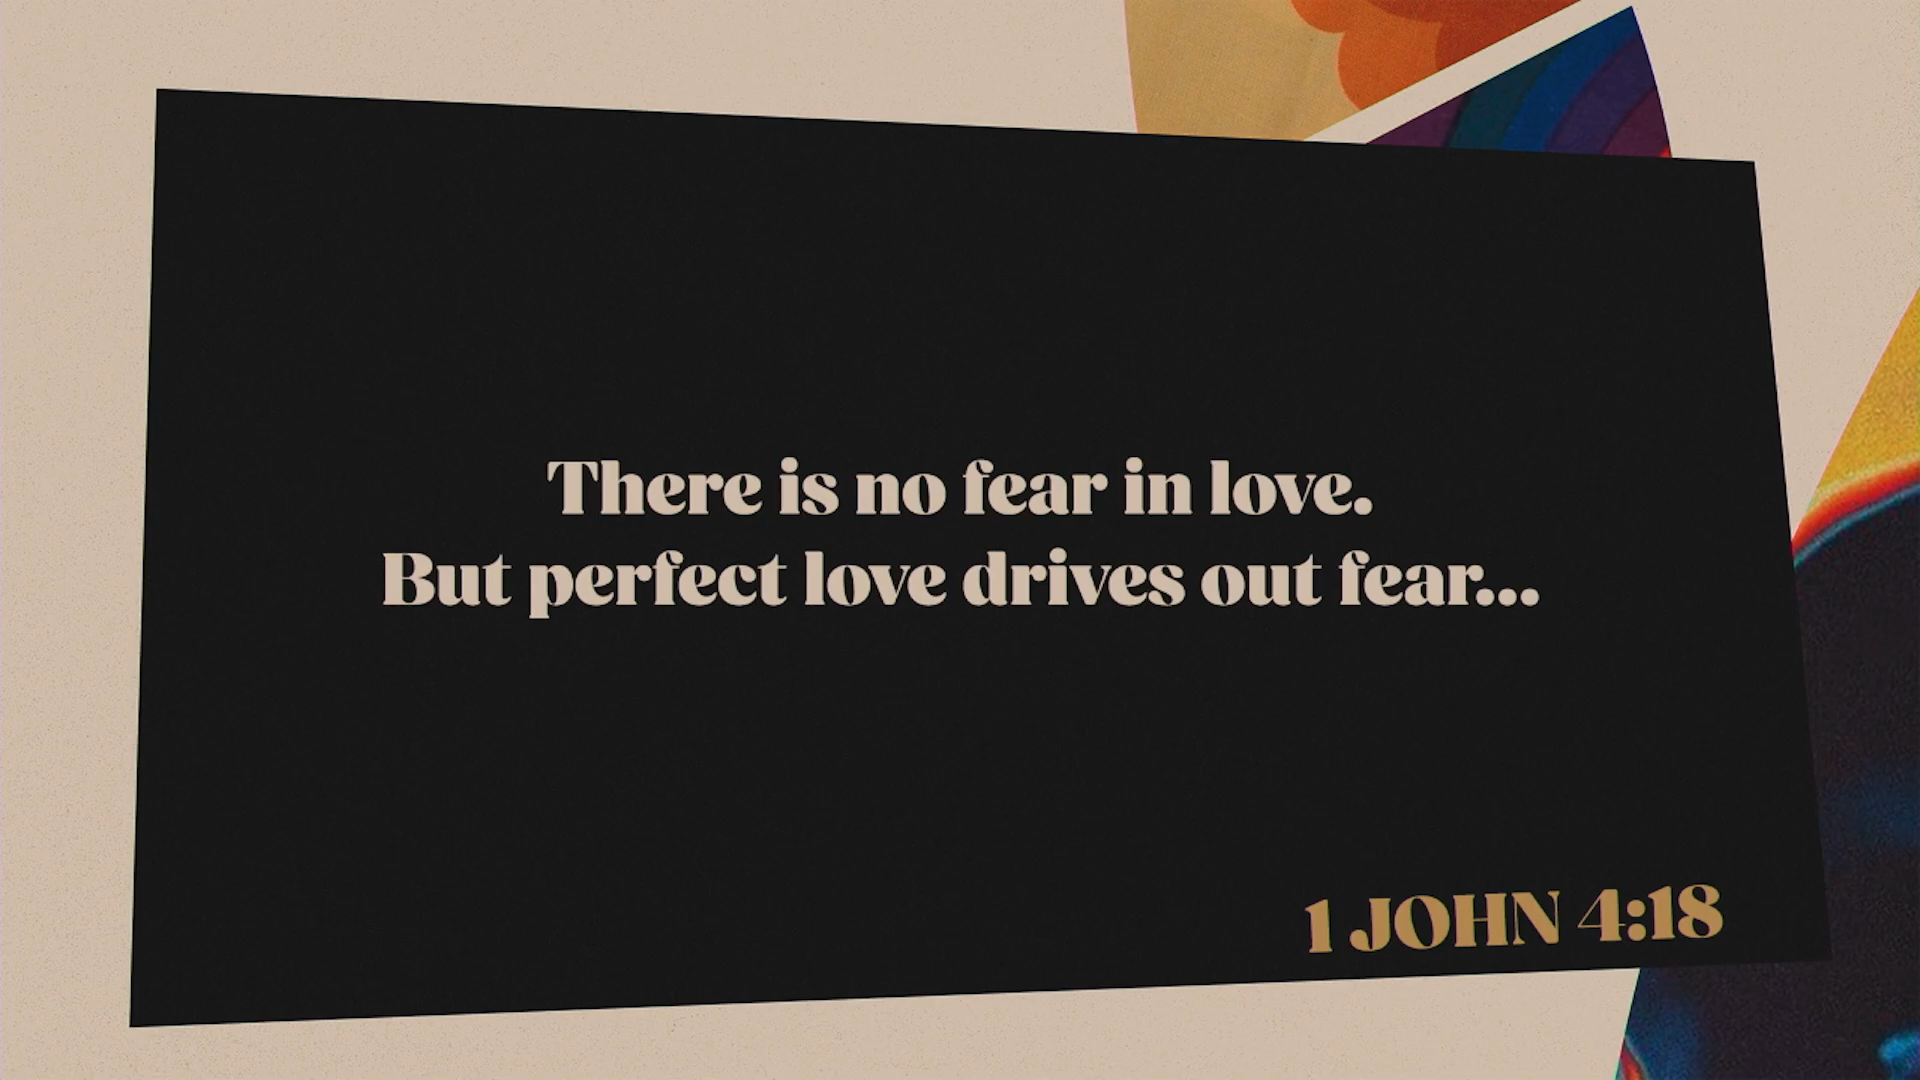 There is no fear in love.
But perfect love drives out fear...
1 JOHN 4:18